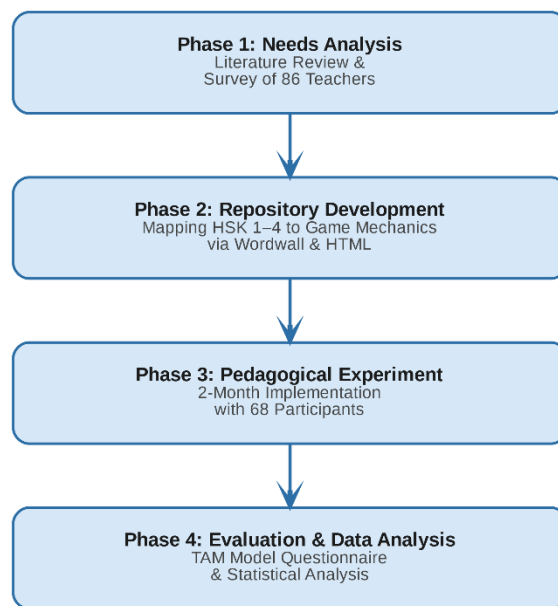 Phase 1: Needs Analysis
Literature Review &
Survey of 86 Teachers
Phase 2: Repository Development
Mapping HSK 1–4 to Game Mechanics
via Wordwall & HTML
Phase 3: Pedagogical Experiment
2-Month Implementation
with 68 Participants
Phase 4: Evaluation & Data Analysis
TAM Model Questionnaire
& Statistical Analysis